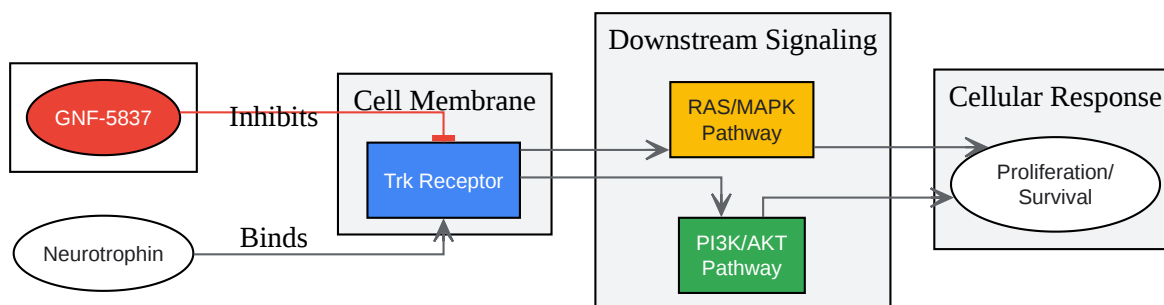 GNF-5837
Inhibits
Neurotrophin
Binds
Cell Membrane
Trk Receptor
Downstream Signaling
RAS/MAPK
Pathway
PI3K/AKT
Pathway
Cellular Response
Proliferation/
Survival